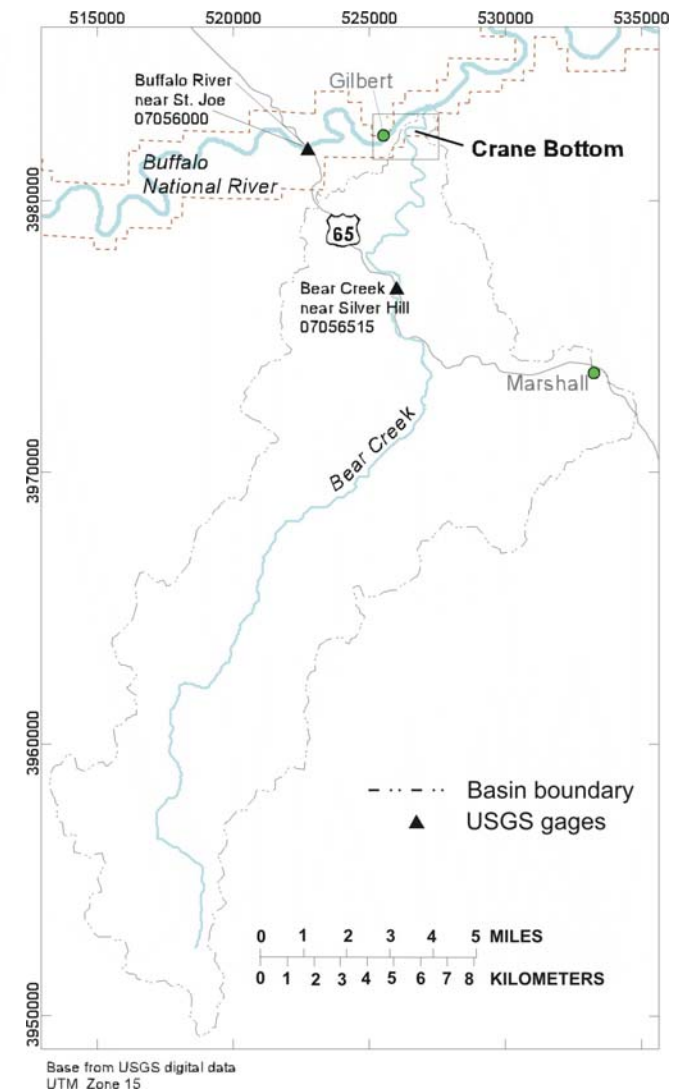 515000 520000 525000 530000 535000
Buffalo River
near St. Joe
07056000
Gilbert
Crane Bottom
Buffalo
National River
3980000
65
Bear Creek
near Silver Hill
07056515
Marshall
Bear Creek
3970000
3960000
Basin boundary
USGS gages
0 1 2 3 4 5 MILES
0 1 2 3 4 5 6 7 8 KILOMETERS
3950000
Base from USGS digital data
UTM Zone 15